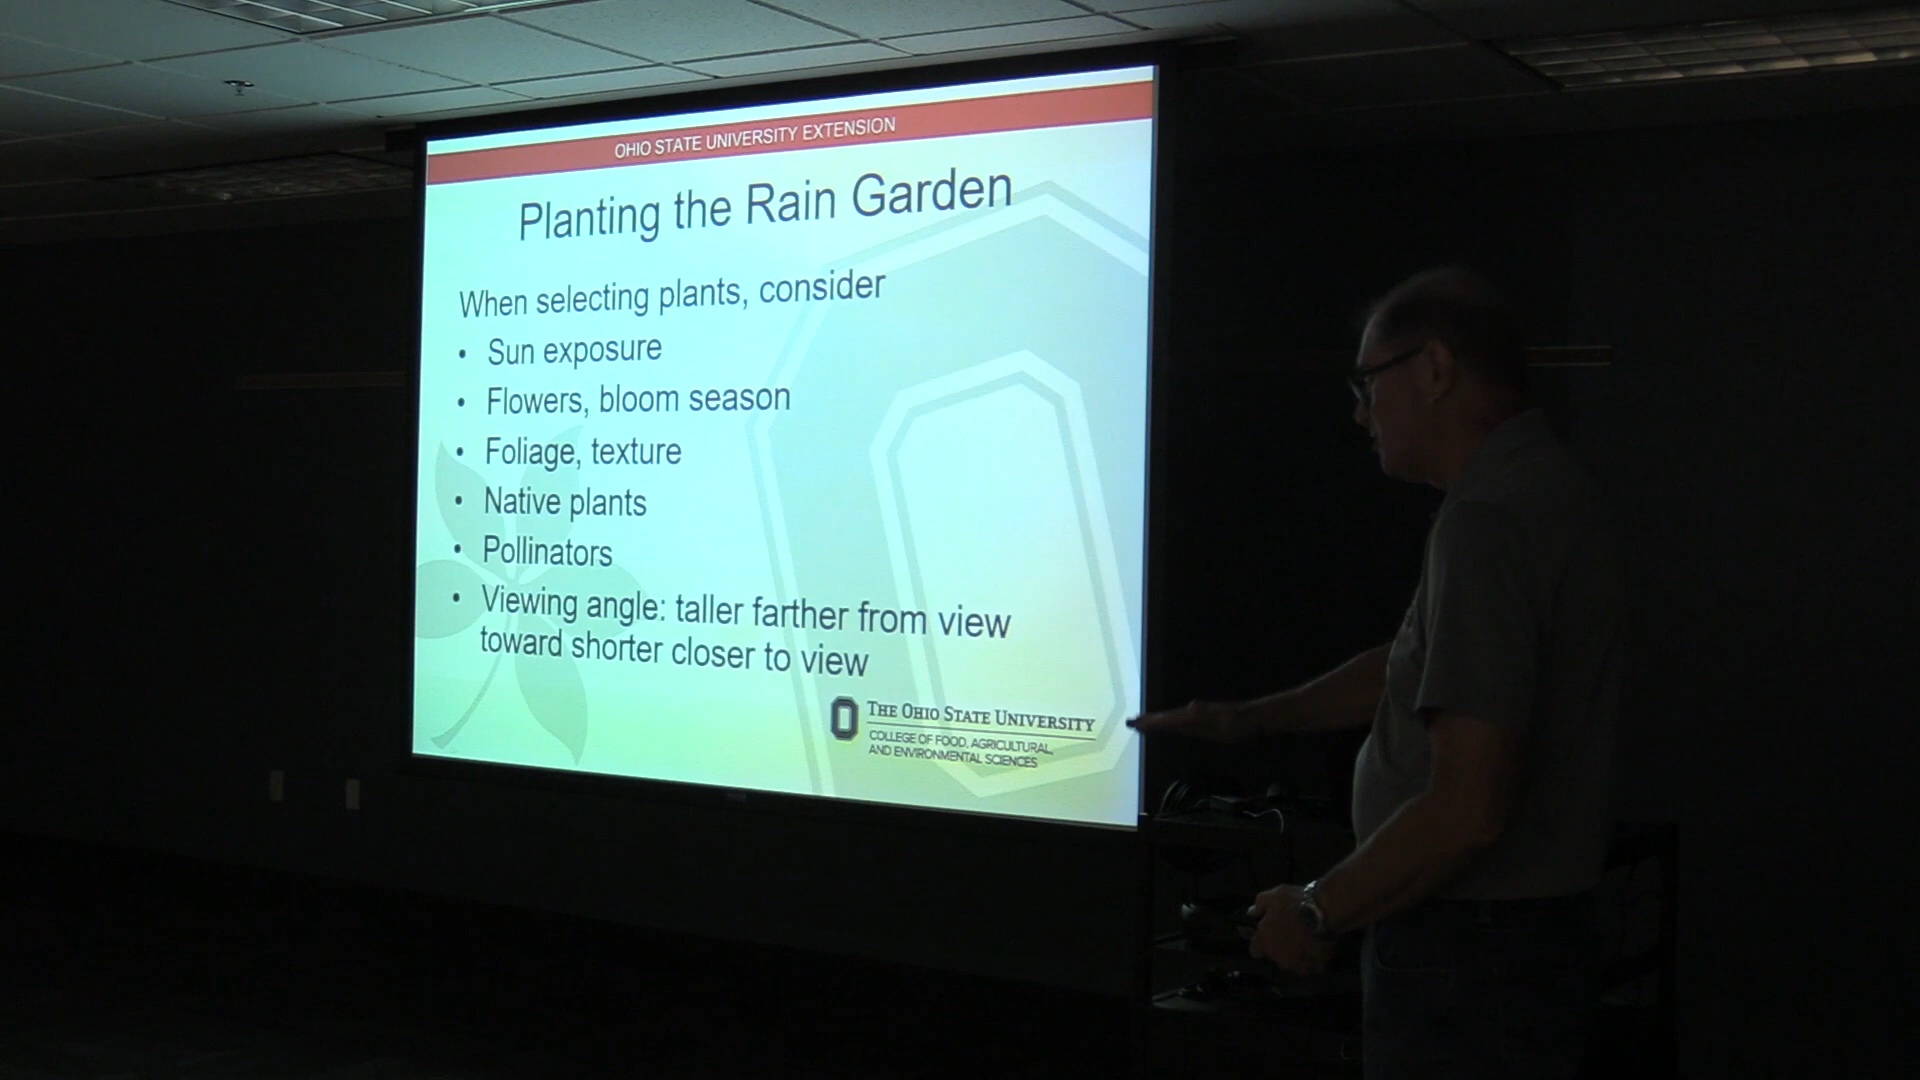 OHIO STATE UNIVERSITY EXTENSION
Planting the Rain Garden
When selecting plants, consider
• Sun exposure
• Flowers, bloom season
• Foliage, texture
• Native plants
• Pollinators
• Viewing angle: taller farther from view
toward shorter closer to view
THE OHIO STATE UNIVERSITY
COLLEGE OF FOOD, AGRICULTURAL,
AND ENVIRONMENTAL SCIENCES